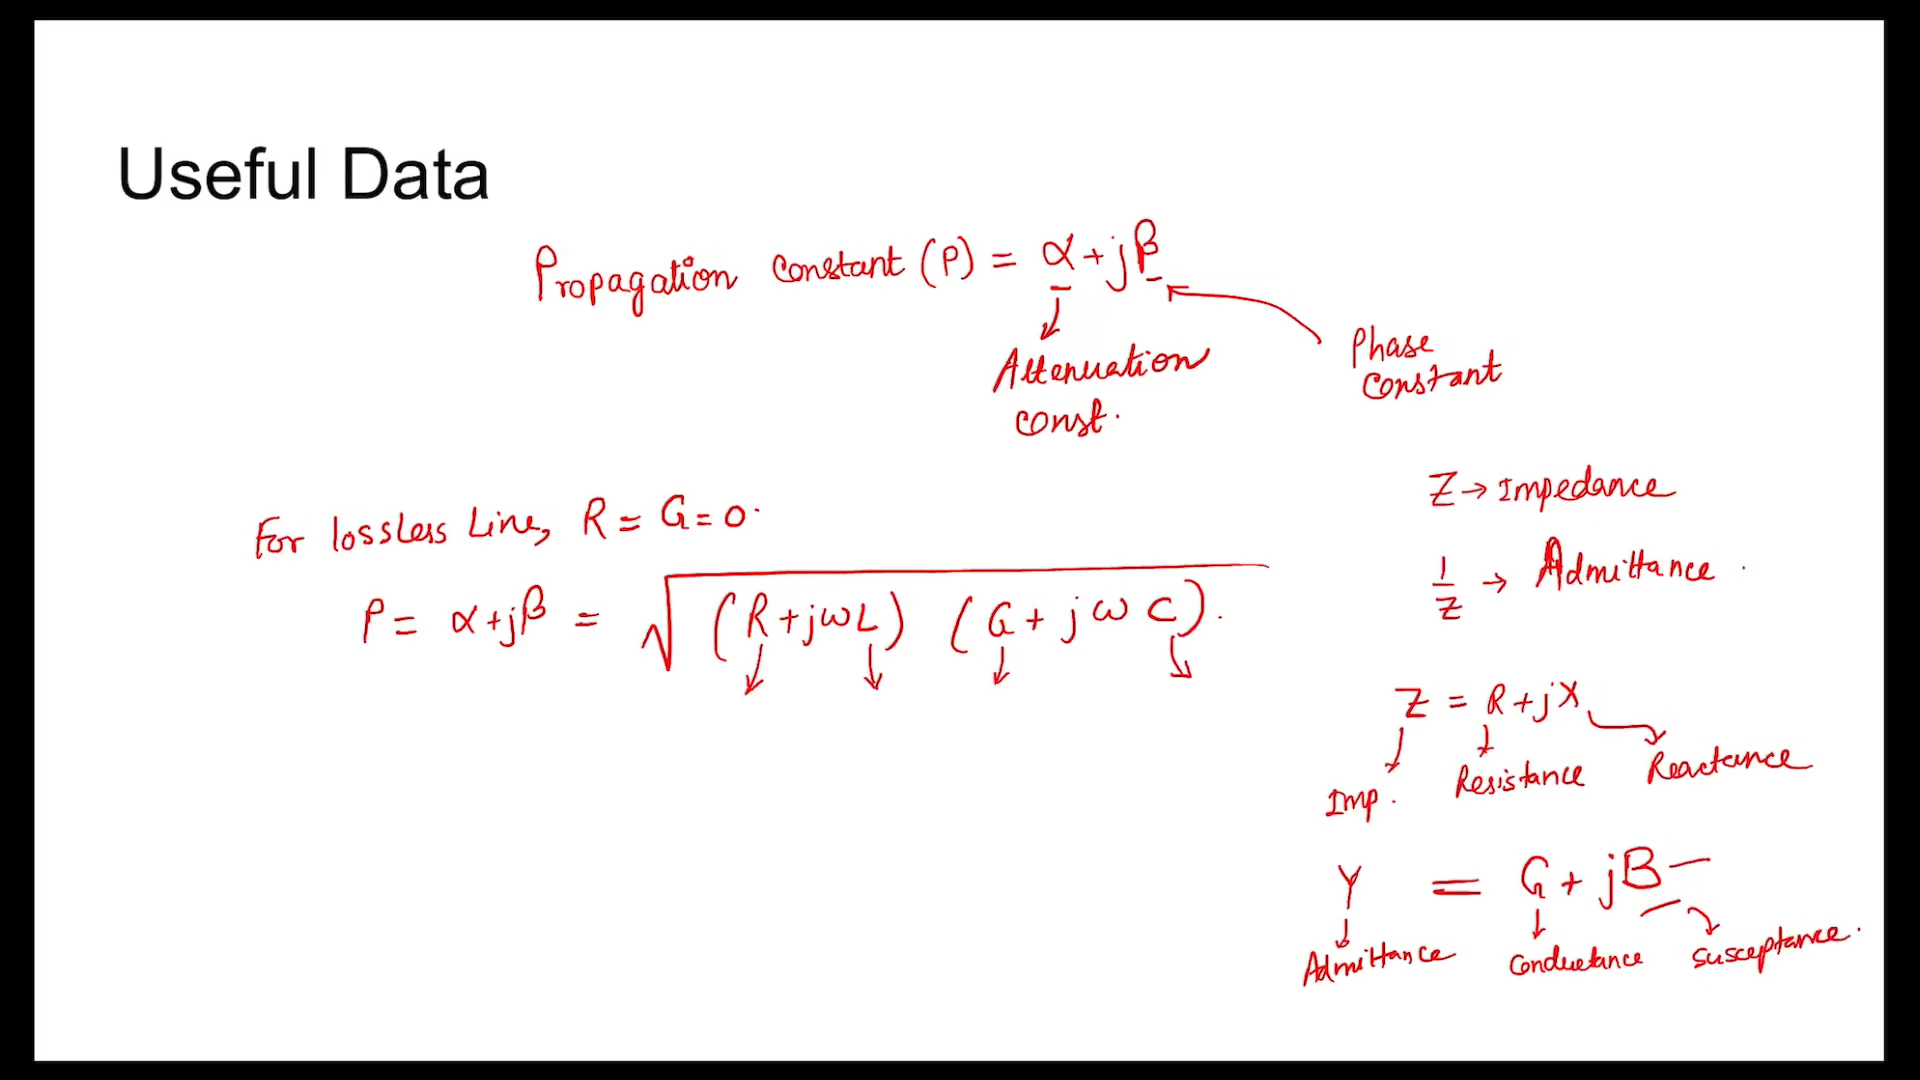 Useful Data
Propagation Constant (P) = α + jβ
Attenuation
const.
Phase
Constant
For lossless Line, R = G = 0.
P = α + jβ = √(R + jωL) (G + jωC).
Z → Impedance
1/Z → Admittance.
Z = R + jX
Imp. Resistance Reactance
Y = G + jB
Admittance Conductance Susceptance.